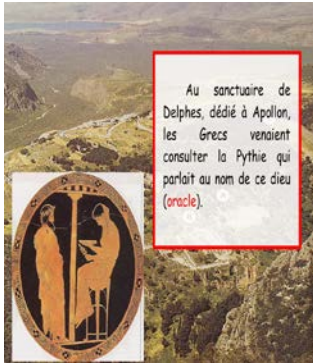 Au sanctuaire de
Delphes, dédié à Apollon,
les Grecs venaient
consulter la Pythie qui
parlait au nom de ce dieu
(oracle).